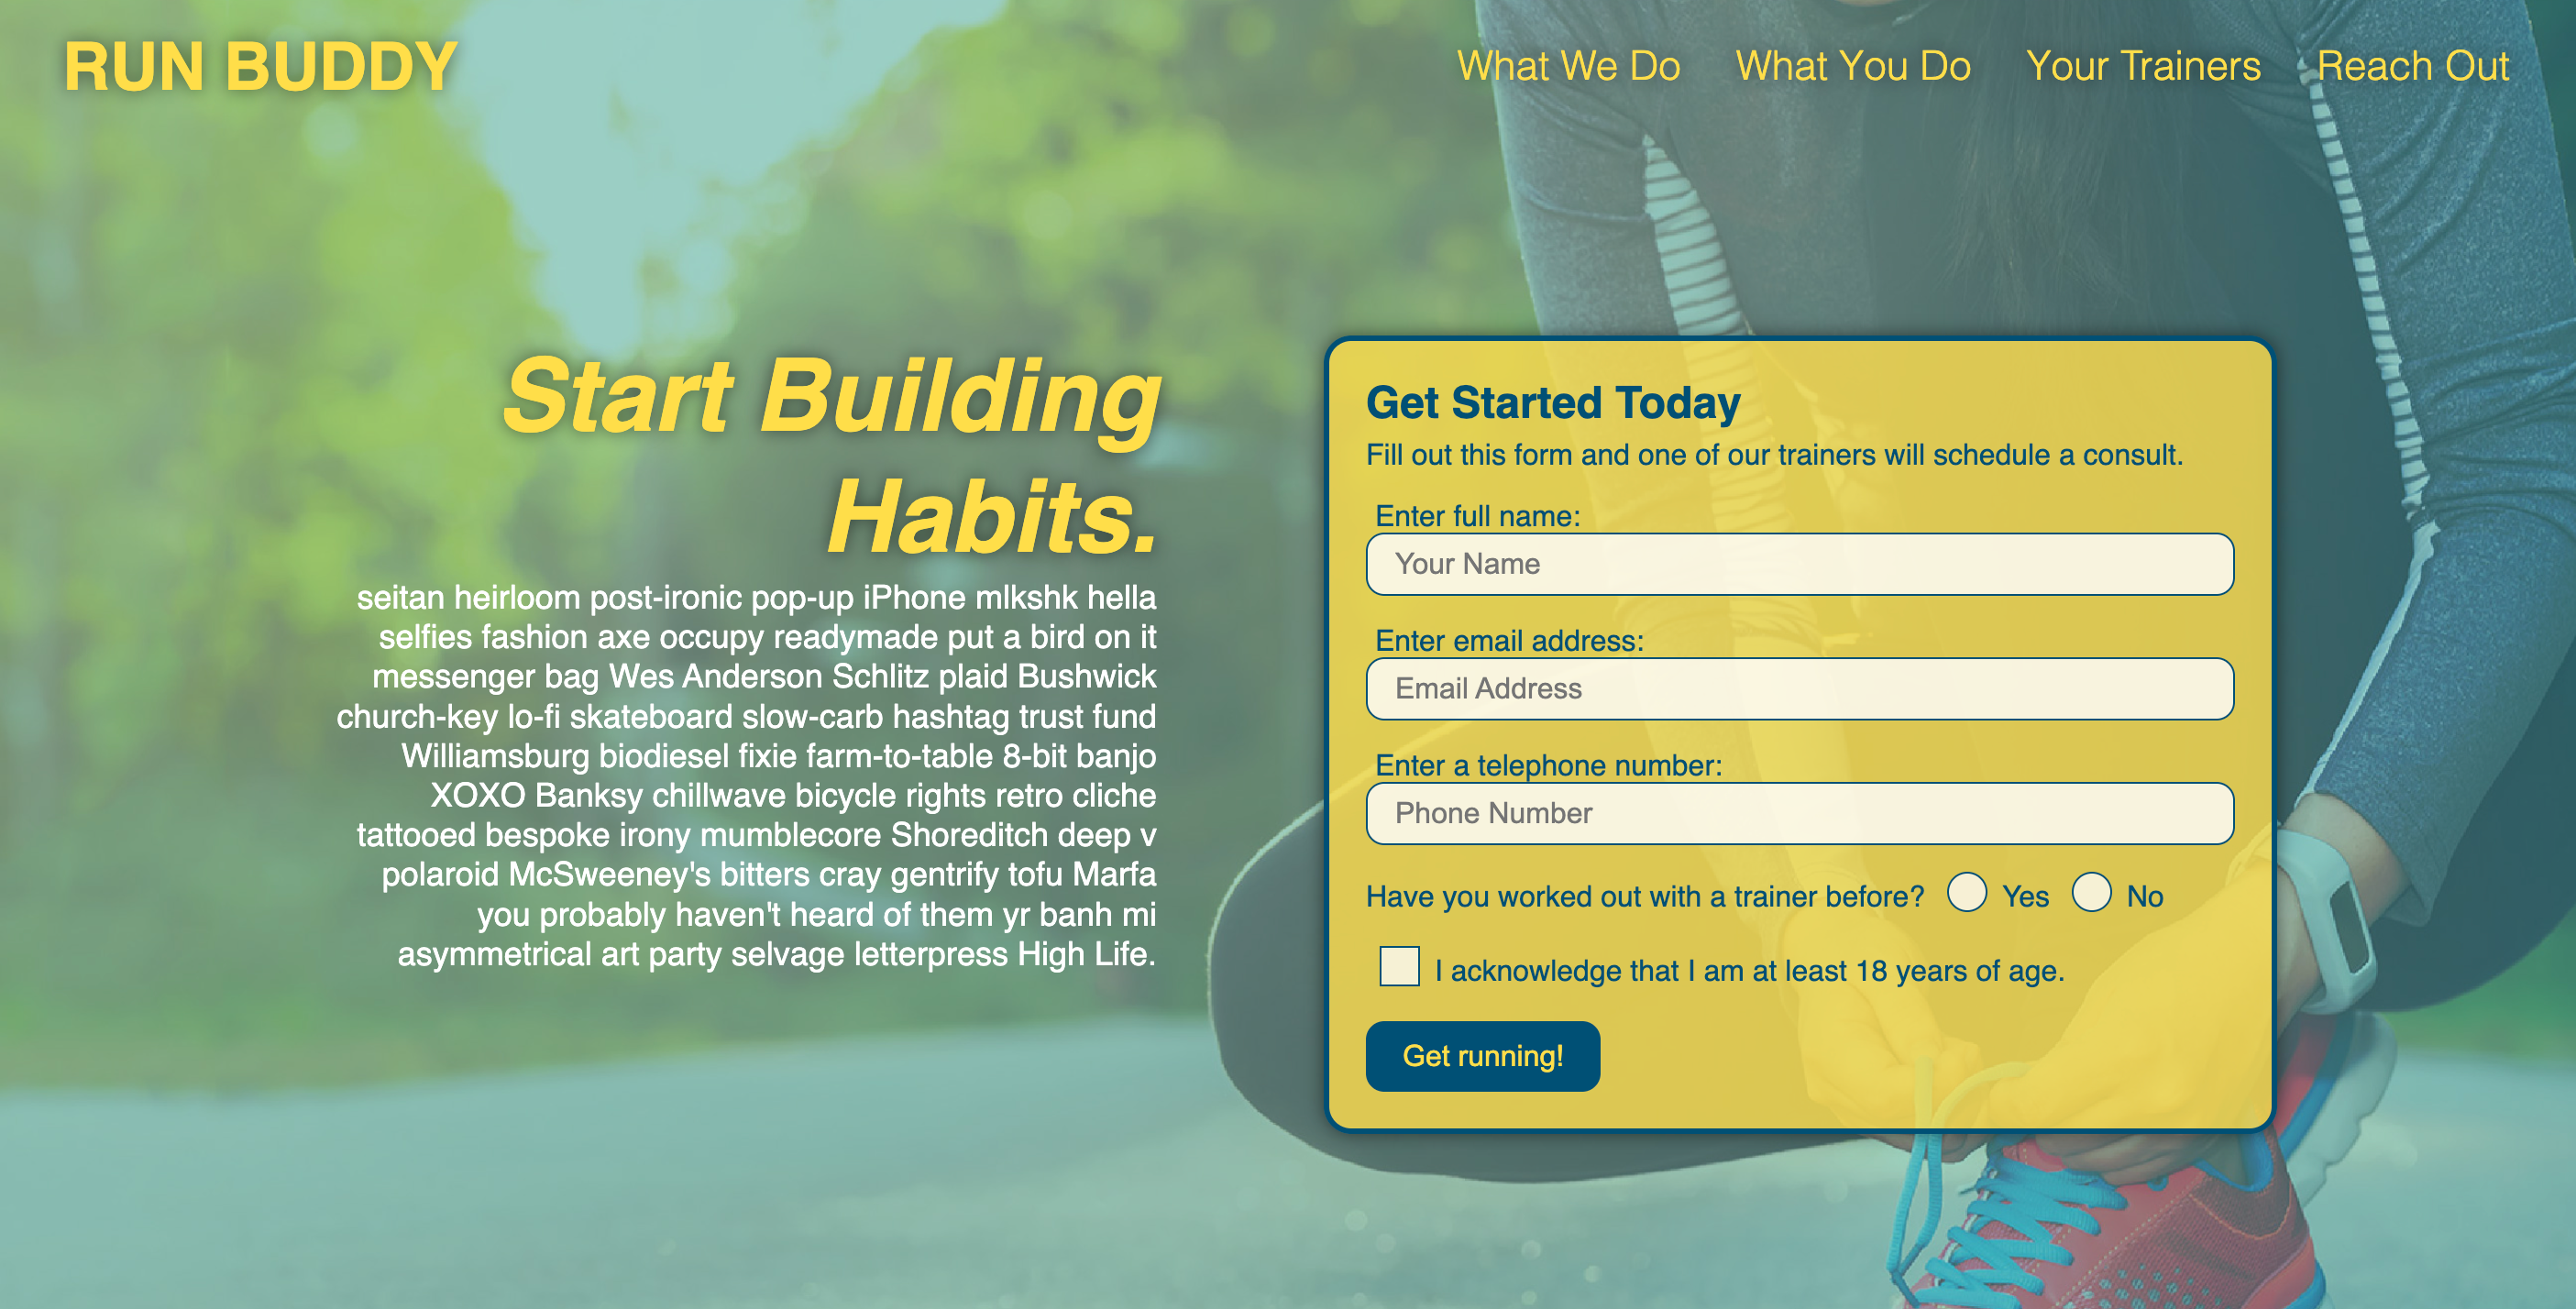 RUN BUDDY
What We Do
What You Do
Your Trainers
Reach Out
Start Building
Habits.
seitan heirloom post-ironic pop-up iPhone mlkshk hella
selfies fashion axe occupy readymade put a bird on it
messenger bag Wes Anderson Schlitz plaid Bushwick
church-key lo-fi skateboard slow-carb hashtag trust fund
Williamsburg biodiesel fixie farm-to-table 8-bit banjo
XOXO Banksy chillwave bicycle rights retro cliche
tattooed bespoke irony mumblecore Shoreditch deep v
polaroid McSweeney's bitters cray gentrify tofu Marfa
you probably haven't heard of them yr banh mi
asymmetrical art party selvage letterpress High Life.
Get Started Today
Fill out this form and one of our trainers will schedule a consult.
Enter full name:
Your Name
Enter email address:
Email Address
Enter a telephone number:
Phone Number
Have you worked out with a trainer before? Yes No
I acknowledge that I am at least 18 years of age.
Get running!